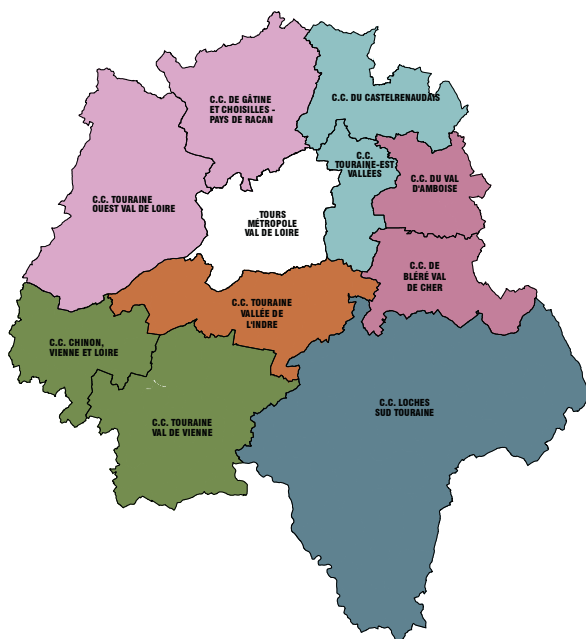 C.C. DE GÂTINE
ET CHOISILLES -
PAYS DE RACAN
C.C. DU CASTELRENAUDAIS
C.C.
TOURAINE-EST
VALLÉES
C.C. DU VAL
D'AMBOISE
C.C. TOURAINE
OUEST VAL DE LOIRE
TOURS
MÉTROPOLE
VAL DE LOIRE
C.C. DE
BLÉRÉ VAL
DE CHER
C.C. TOURAINE
VALLÉE DE
L'INDRE
C.C. CHINON,
VIENNE ET LOIRE
C.C. LOCHES
SUD TOURAINE
C.C. TOURAINE
VAL DE VIENNE